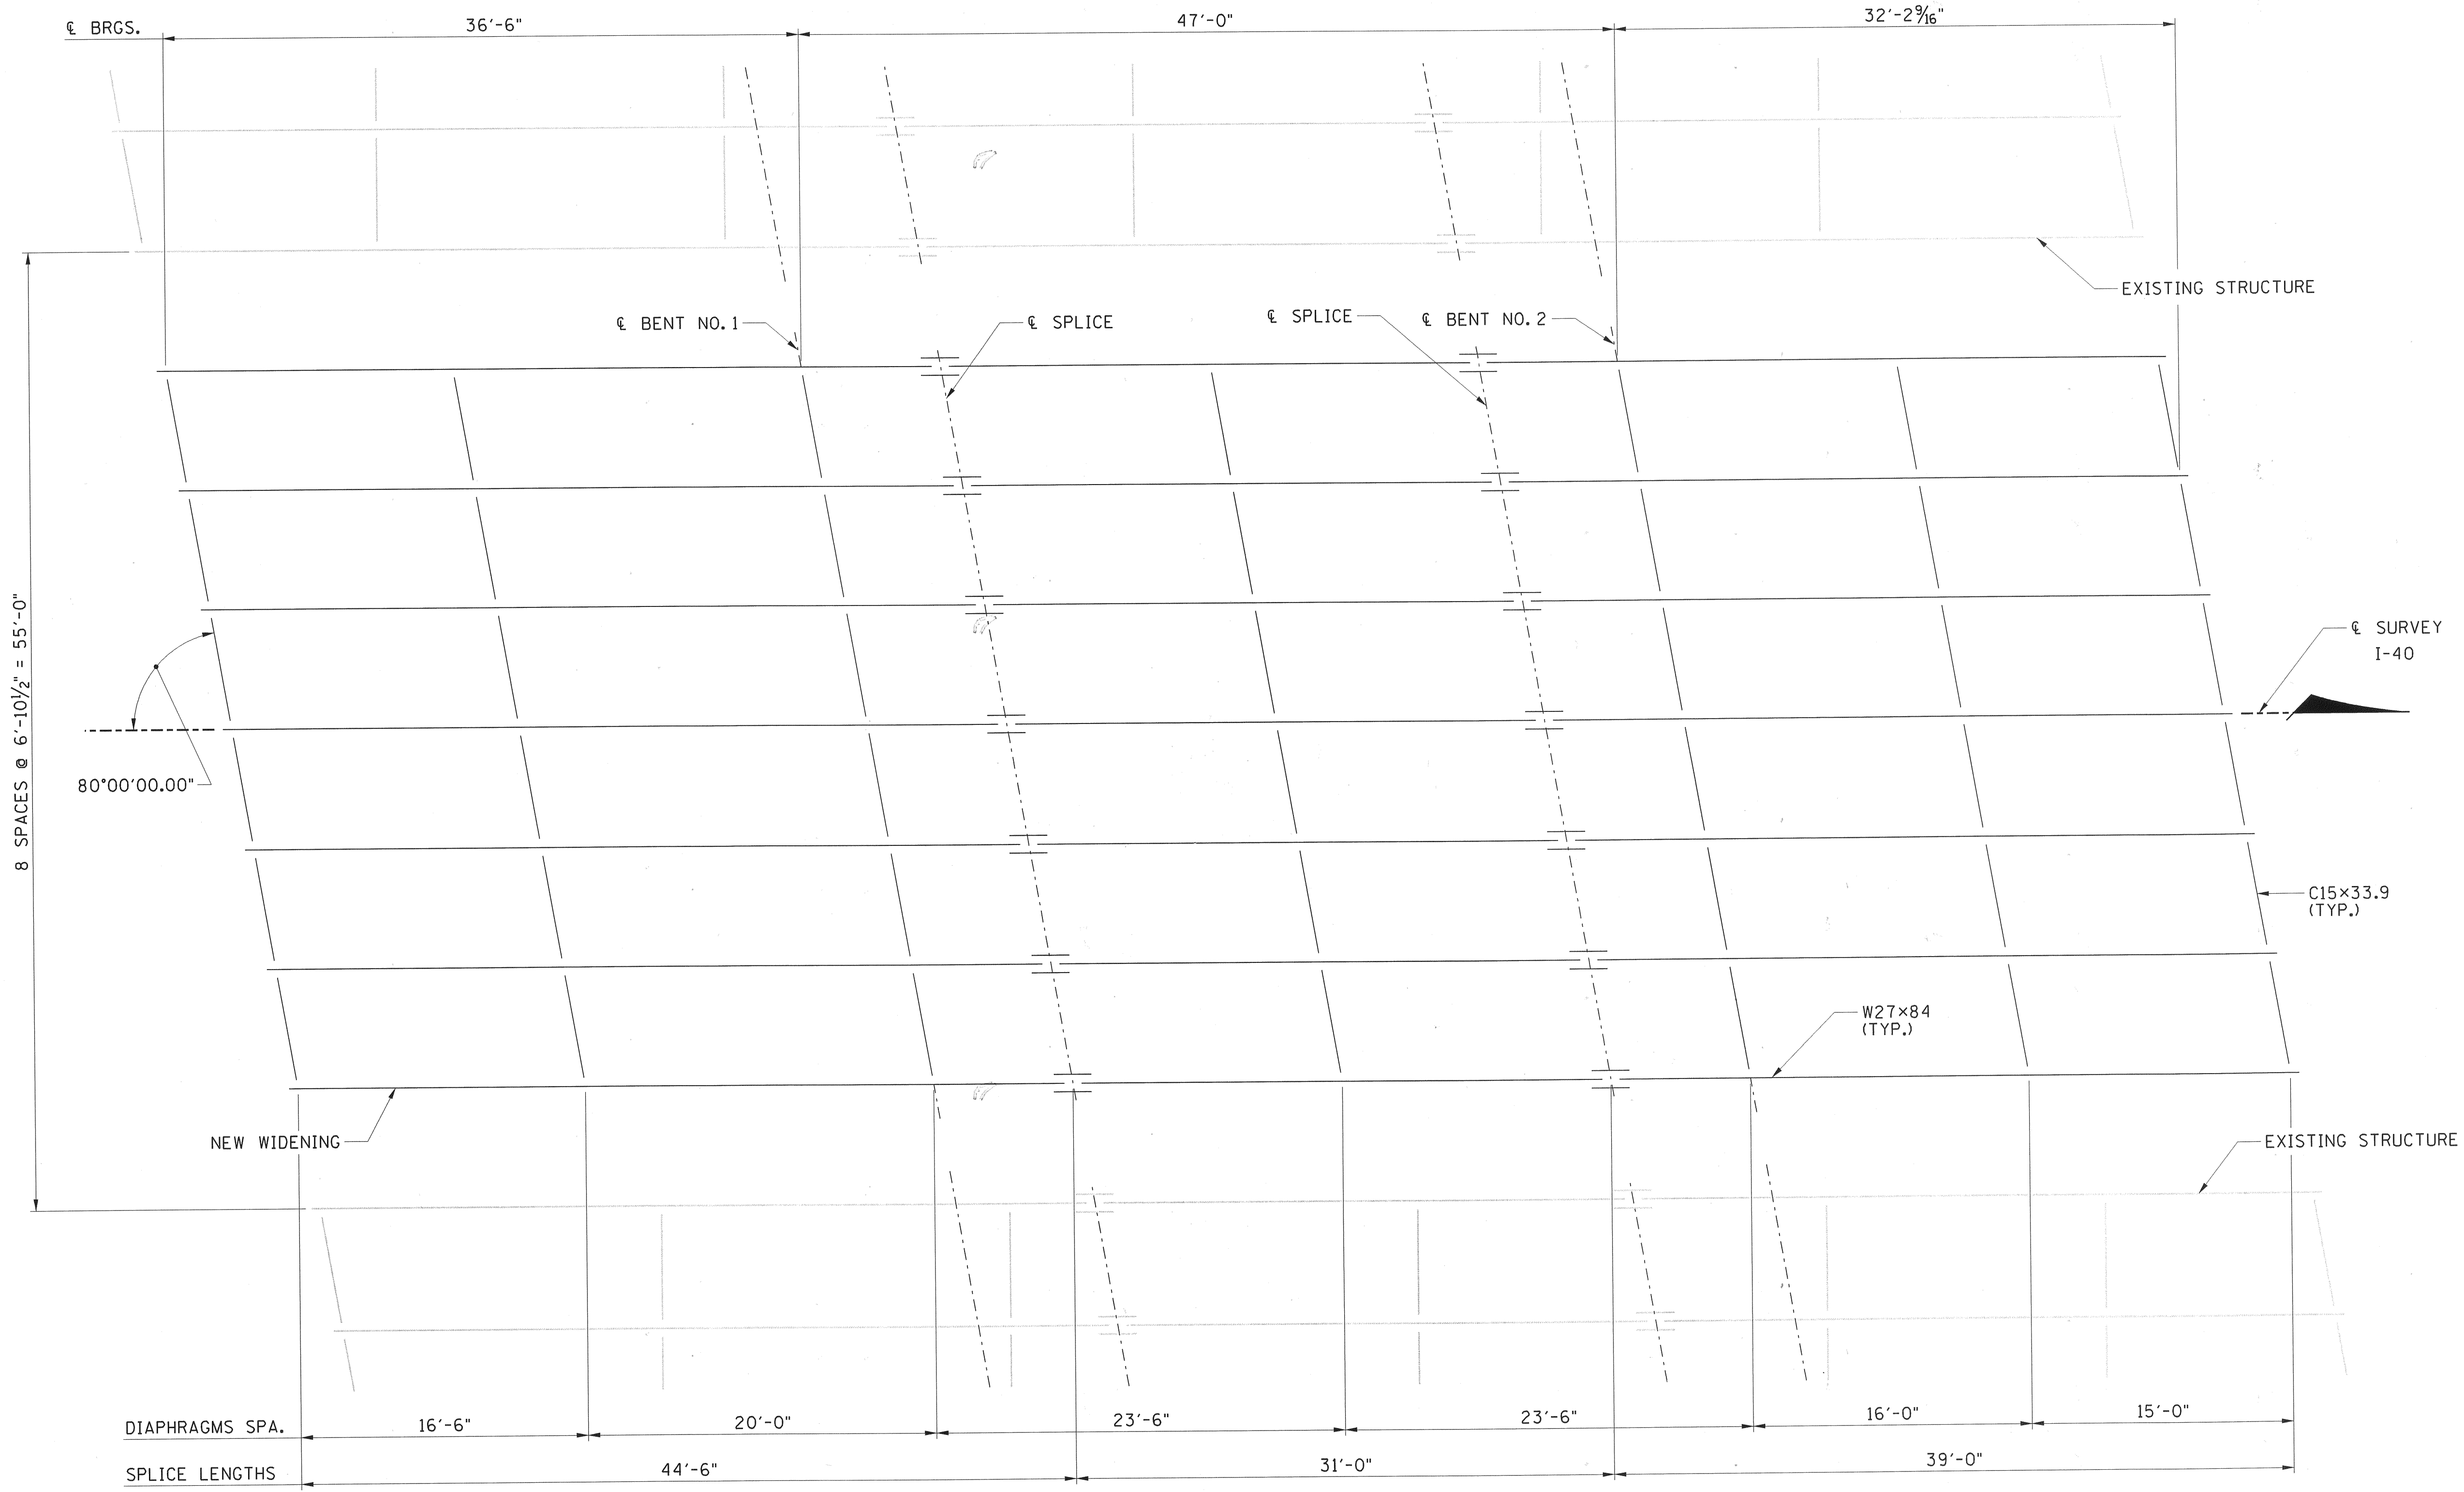 ℄ BRGS.
36'-6"
47'-0"
32'-2 9/16"
EXISTING STRUCTURE
℄ BENT NO. 1
℄ SPLICE
℄ SPLICE
℄ BENT NO. 2
8 SPACES @ 6'-10 1/2" = 55'-0"
℄ SURVEY
I-40
80°00'00.00"
C15×33.9
(TYP.)
W27×84
(TYP.)
NEW WIDENING
EXISTING STRUCTURE
DIAPHRAGMS SPA.
16'-6"
20'-0"
23'-6"
23'-6"
16'-0"
15'-0"
SPLICE LENGTHS
44'-6"
31'-0"
39'-0"